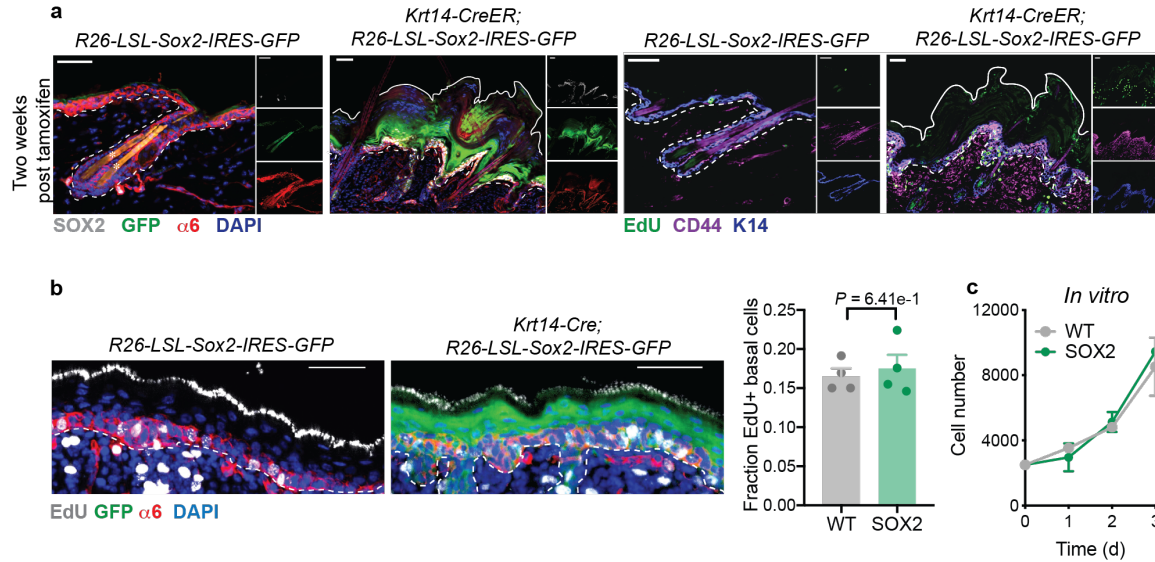 a
R26-LSL-Sox2-IRES-GFP
Krt14-CreER;
R26-LSL-Sox2-IRES-GFP
R26-LSL-Sox2-IRES-GFP
Krt14-CreER;
R26-LSL-Sox2-IRES-GFP
Two weeks
post tamoxifen
SOX2 GFP α6 DAPI
EdU CD44 K14
b
R26-LSL-Sox2-IRES-GFP
Krt14-Cre;
R26-LSL-Sox2-IRES-GFP
EdU GFP α6 DAPI
Fraction EdU+ basal cells
P = 6.41e-1
0.25
0.20
0.15
0.10
0.05
0.00
WT SOX2
c
In vitro
WT
SOX2
Cell number
12000
8000
4000
0
0 1 2 3
Time (d)